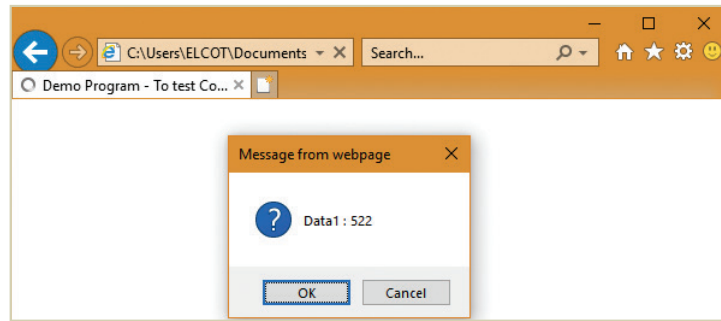 C:\Users\ELCOT\Documents
Search...
Demo Program - To test Co...
Message from webpage
?
Data1 : 522
OK
Cancel